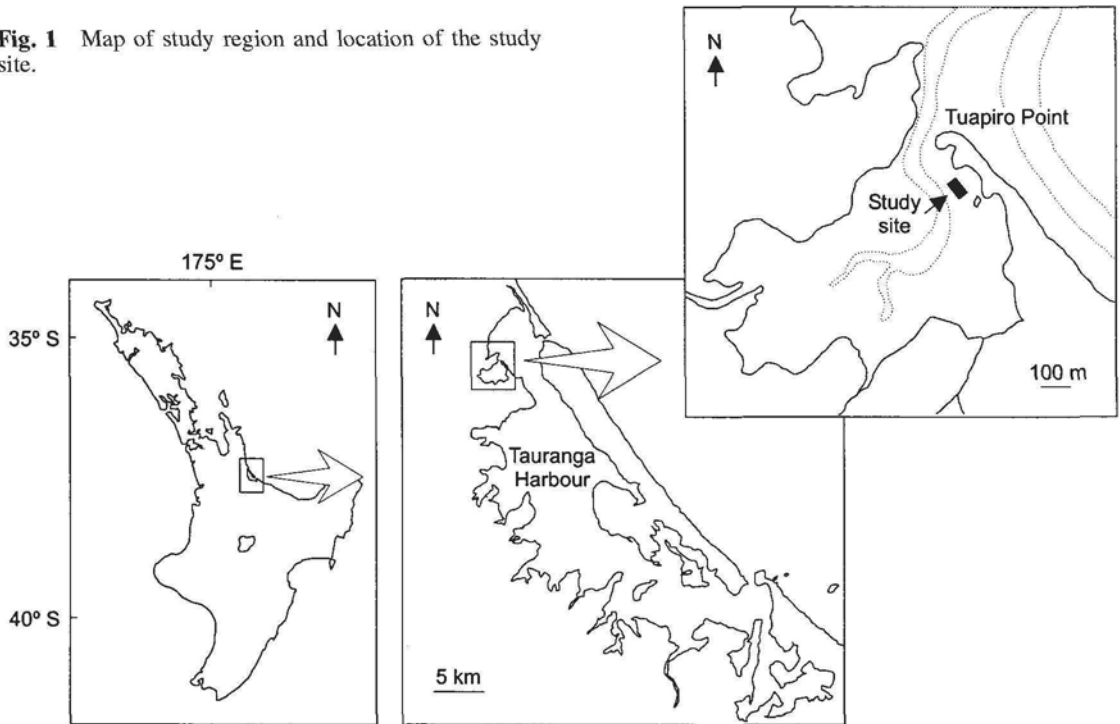 Fig. 1 Map of study region and location of the study
site.
N
Tuapiro Point
Study
site
100 m
175° E
N
35° S
40° S
N
Tauranga
Harbour
5 km